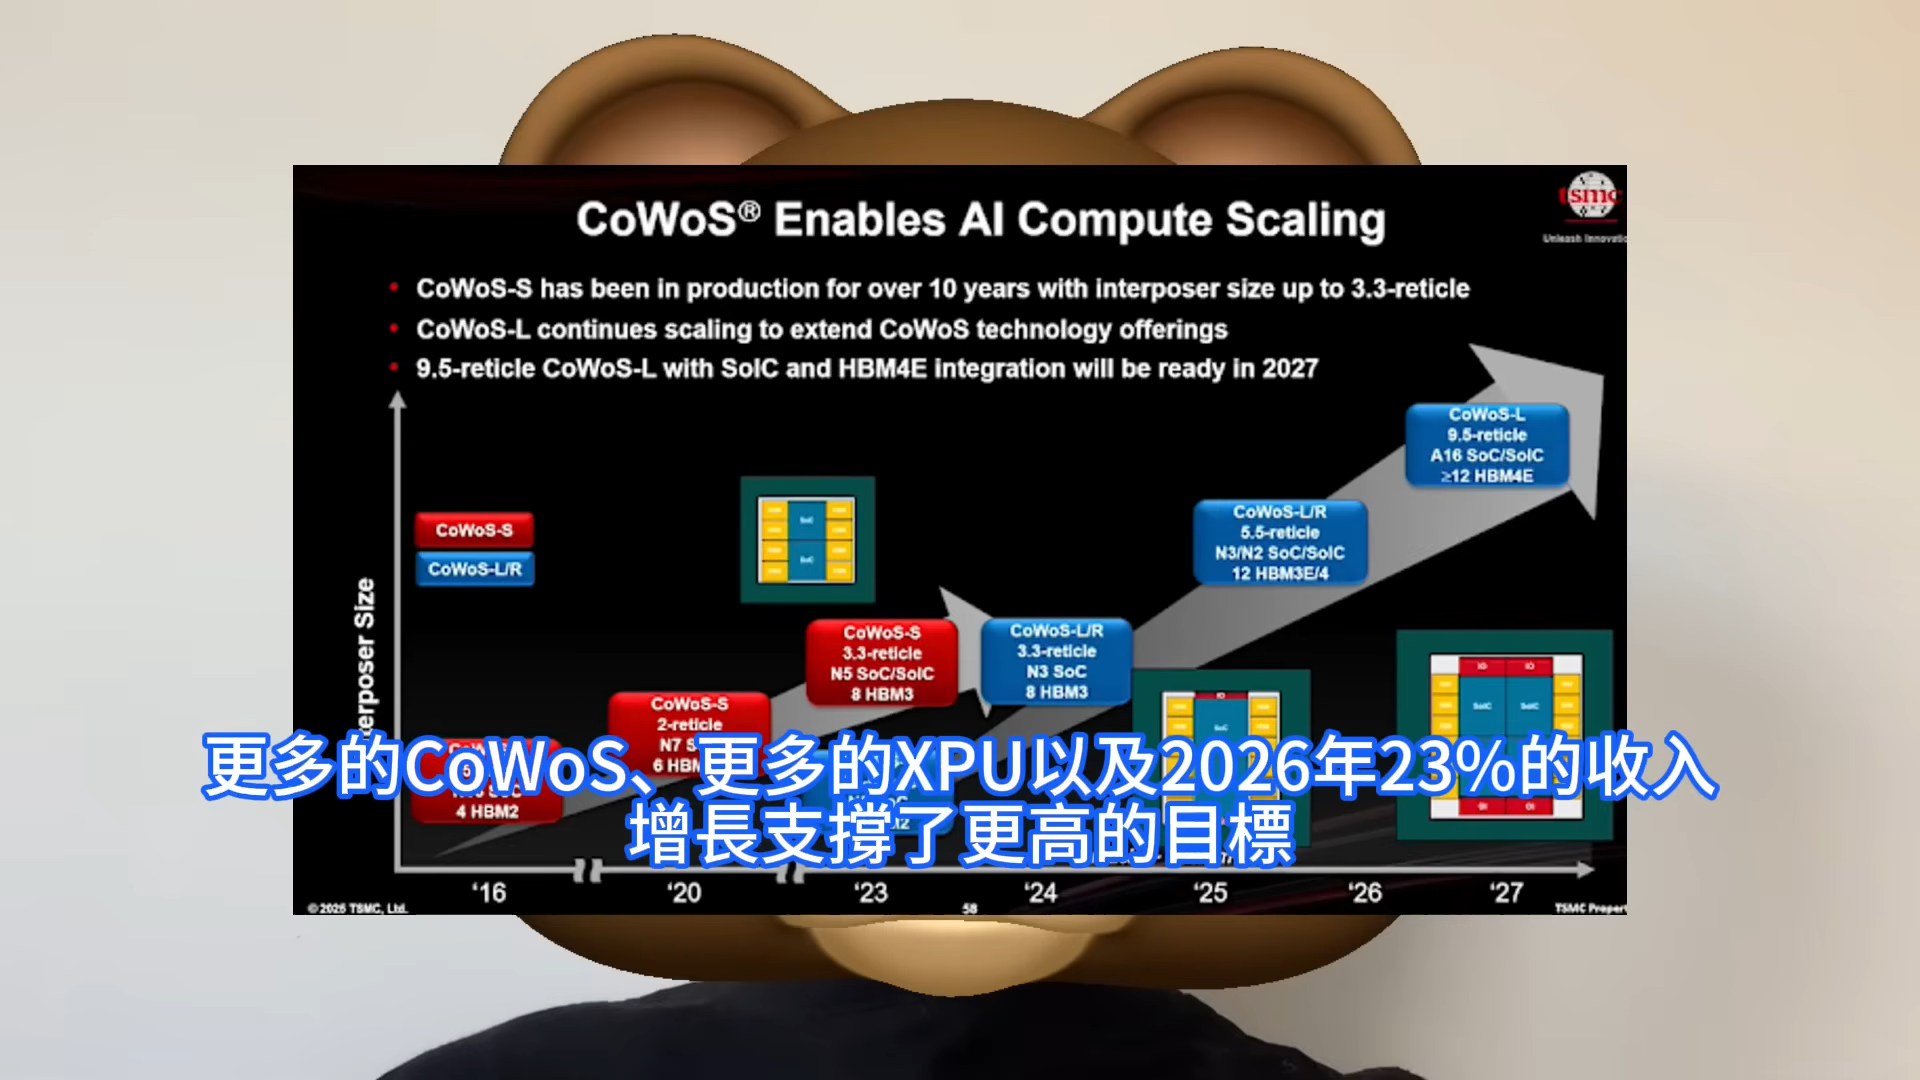 tsmc
CoWoS® Enables AI Compute Scaling
• CoWoS-S has been in production for over 10 years with interposer size up to 3.3-reticle
• CoWoS-L continues scaling to extend CoWoS technology offerings
• 9.5-reticle CoWoS-L with SoIC and HBM4E integration will be ready in 2027
CoWoS-L
9.5-reticle
A16 SoC/SoIC
≥12 HBM4E
CoWoS-L/R
5.5-reticle
N3/N2 SoC/SoIC
12 HBM3E/4
CoWoS-S
CoWoS-L/R
CoWoS-S
3.3-reticle
N5 SoC/SoIC
8 HBM3
CoWoS-L/R
3.3-reticle
N3 SoC
8 HBM3
CoWoS-S
2-reticle
N7
4 HBM2
Size
更多的CoWoS、更多的XPU以及2026年23%的收入
增長支撐了更高的目標
'16
'20
'23
'24
'25
'26
'27
© 2025 TSMC, Ltd.
58
TSMC